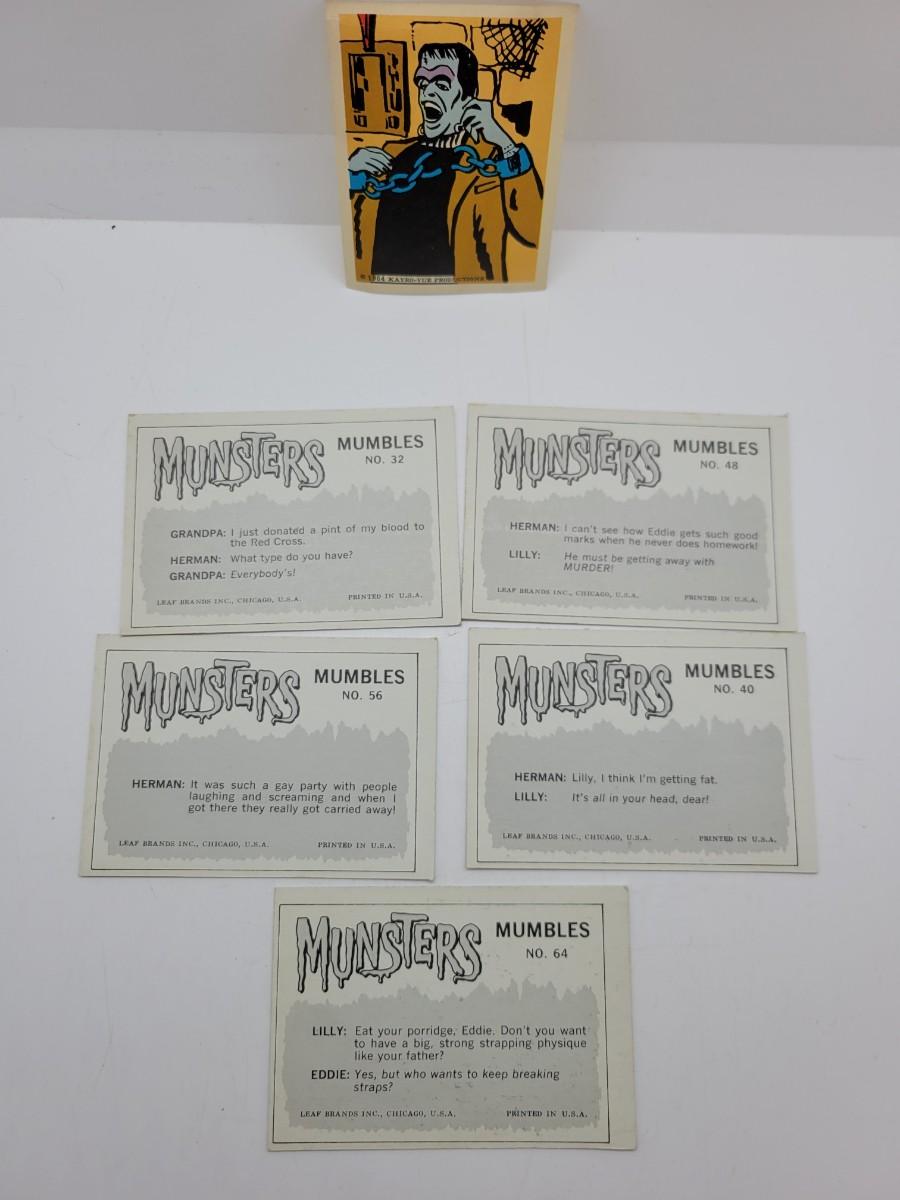 © 1964 KAYRO-VUE PRODUCTIONS
MUNSTERS MUMBLES
NO. 32
GRANDPA: I just donated a pint of my blood to
the Red Cross.
HERMAN: What type do you have?
GRANDPA: Everybody's!
LEAF BRANDS INC., CHICAGO, U.S.A. PRINTED IN U.S.A.
MUNSTERS MUMBLES
NO. 48
HERMAN: I can't see how Eddie gets such good
marks when he never does homework!
LILLY: He must be getting away with
MURDER!
LEAF BRANDS INC., CHICAGO, U.S.A. PRINTED IN U.S.A.
MUNSTERS MUMBLES
NO. 56
HERMAN: It was such a gay party with people
laughing and screaming and when I
got there they really got carried away!
LEAF BRANDS INC., CHICAGO, U.S.A. PRINTED IN U.S.A.
MUNSTERS MUMBLES
NO. 40
HERMAN: Lilly, I think I'm getting fat.
LILLY: It's all in your head, dear!
LEAF BRANDS INC., CHICAGO, U.S.A. PRINTED IN U.S.A.
MUNSTERS MUMBLES
NO. 64
LILLY: Eat your porridge, Eddie. Don't you want
to have a big, strong strapping physique
like your father?
EDDIE: Yes, but who wants to keep breaking
straps?
LEAF BRANDS INC., CHICAGO, U.S.A. PRINTED IN U.S.A.